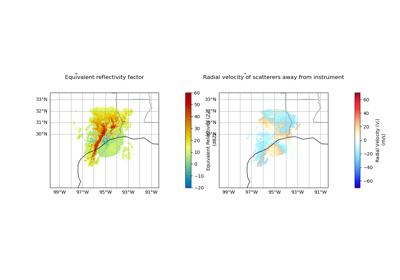 Equivalent reflectivity factor
Radial velocity of scatterers away from instrument
33°N
32°N
31°N
30°N
99°W
97°W
95°W
93°W
91°W
60
50
40
30
20
10
0
−10
−20
33°N
32°N
31°N
30°N
99°W
97°W
95°W
93°W
91°W
60
40
20
0
−20
−40
−60
Radial Velocity
(m/s)